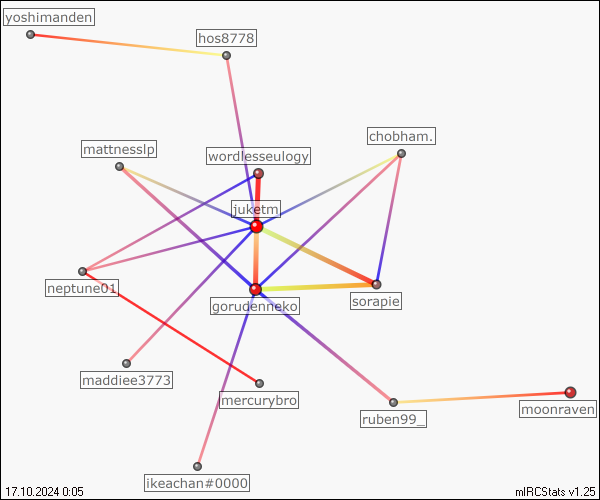 yoshimanden
hos8778
chobham.
mattnesslp
wordlesseulogy
juketm
neptune01
sorapie
gorudenneko
maddiee3773
mercurybro
moonraven
ruben99_
ikeachan#0000
17.10.2024 0:05
mIRCStats v1.25